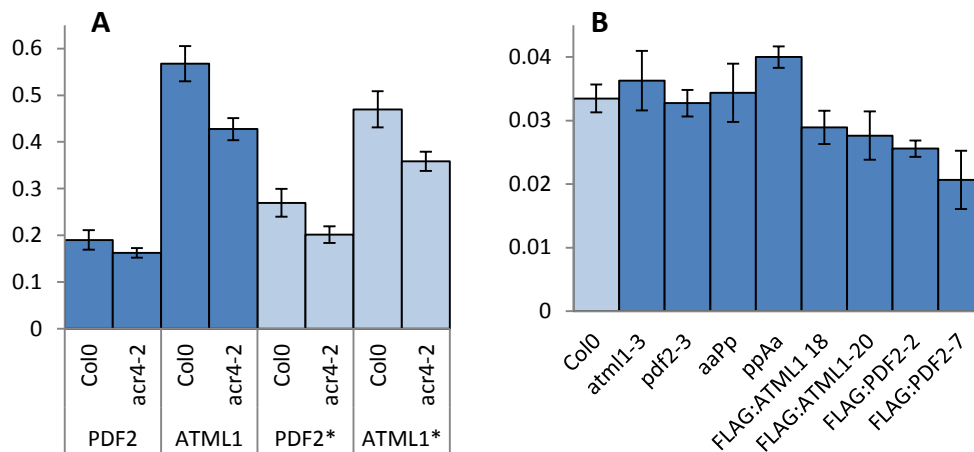 A
0.6
0.5
0.4
0.3
0.2
0.1
0
Col0 acr4-2 Col0 acr4-2 Col0 acr4-2 Col0 acr4-2
PDF2 ATML1 PDF2* ATML1*
B
0.04
0.03
0.02
0.01
0
Col0
atml1-3
pdf2-3
aaPp
ppAa
FLAG:ATML1 18
FLAG:ATML1-20
FLAG:PDF2-2
FLAG:PDF2-7